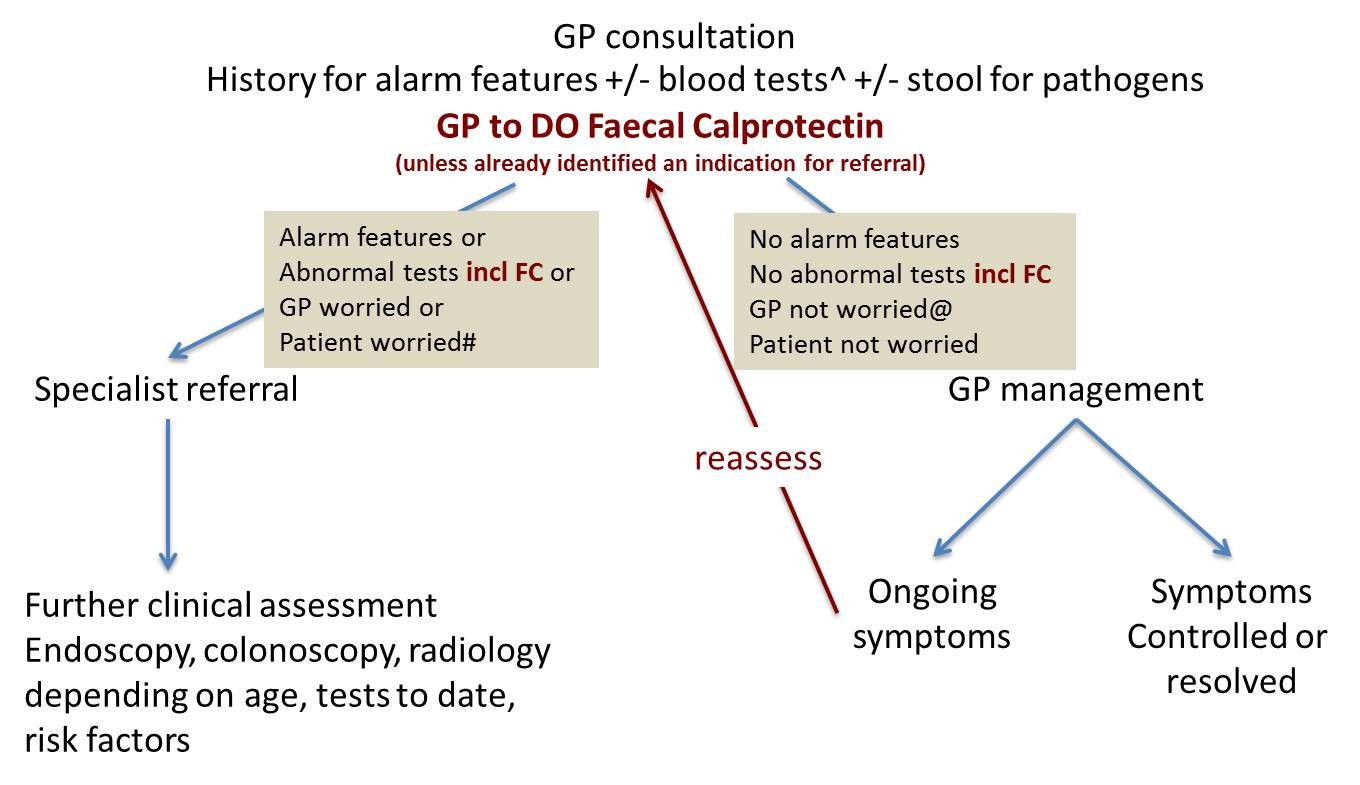 GP consultation
History for alarm features +/- blood tests^ +/- stool for pathogens
GP to DO Faecal Calprotectin
(unless already identified an indication for referral)
Alarm features or
Abnormal tests incl FC or
GP worried or
Patient worried#
No alarm features
No abnormal tests incl FC
GP not worried@
Patient not worried
Specialist referral
GP management
reassess
Further clinical assessment
Endoscopy, colonoscopy, radiology
depending on age, tests to date,
risk factors
Ongoing
symptoms
Symptoms
Controlled or
resolved